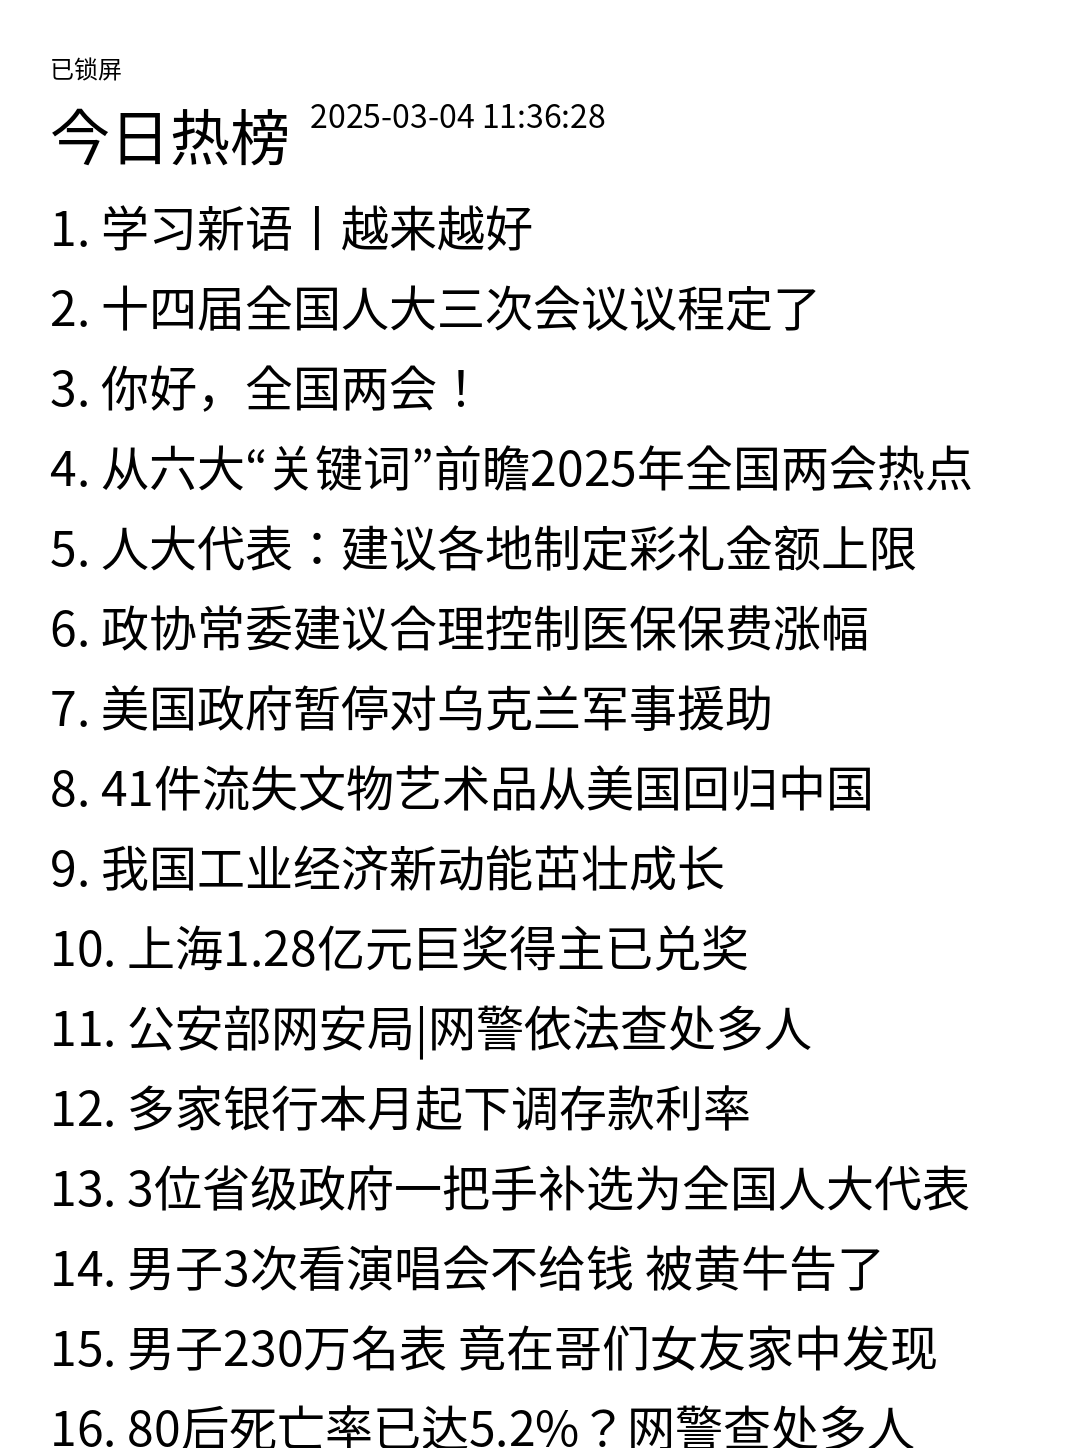 已锁屏
今日热榜 2025-03-04 11:36:28
1. 学习新语丨越来越好
2. 十四届全国人大三次会议议程定了
3. 你好，全国两会！
4. 从六大“关键词”前瞻2025年全国两会热点
5. 人大代表：建议各地制定彩礼金额上限
6. 政协常委建议合理控制医保保费涨幅
7. 美国政府暂停对乌克兰军事援助
8. 41件流失文物艺术品从美国回归中国
9. 我国工业经济新动能茁壮成长
10. 上海1.28亿元巨奖得主已兑奖
11. 公安部网安局|网警依法查处多人
12. 多家银行本月起下调存款利率
13. 3位省级政府一把手补选为全国人大代表
14. 男子3次看演唱会不给钱 被黄牛告了
15. 男子230万名表 竟在哥们女友家中发现
16. 80后死亡率已达5.2%？网警查处多人